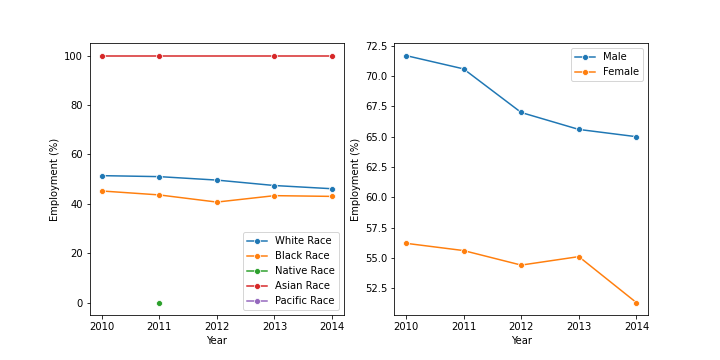 100
80
60
40
20
0
Employment (%)
2010 2011 2012 2013 2014
Year
White Race
Black Race
Native Race
Asian Race
Pacific Race
72.5
70.0
67.5
65.0
62.5
60.0
57.5
55.0
52.5
Employment (%)
2010 2011 2012 2013 2014
Year
Male
Female